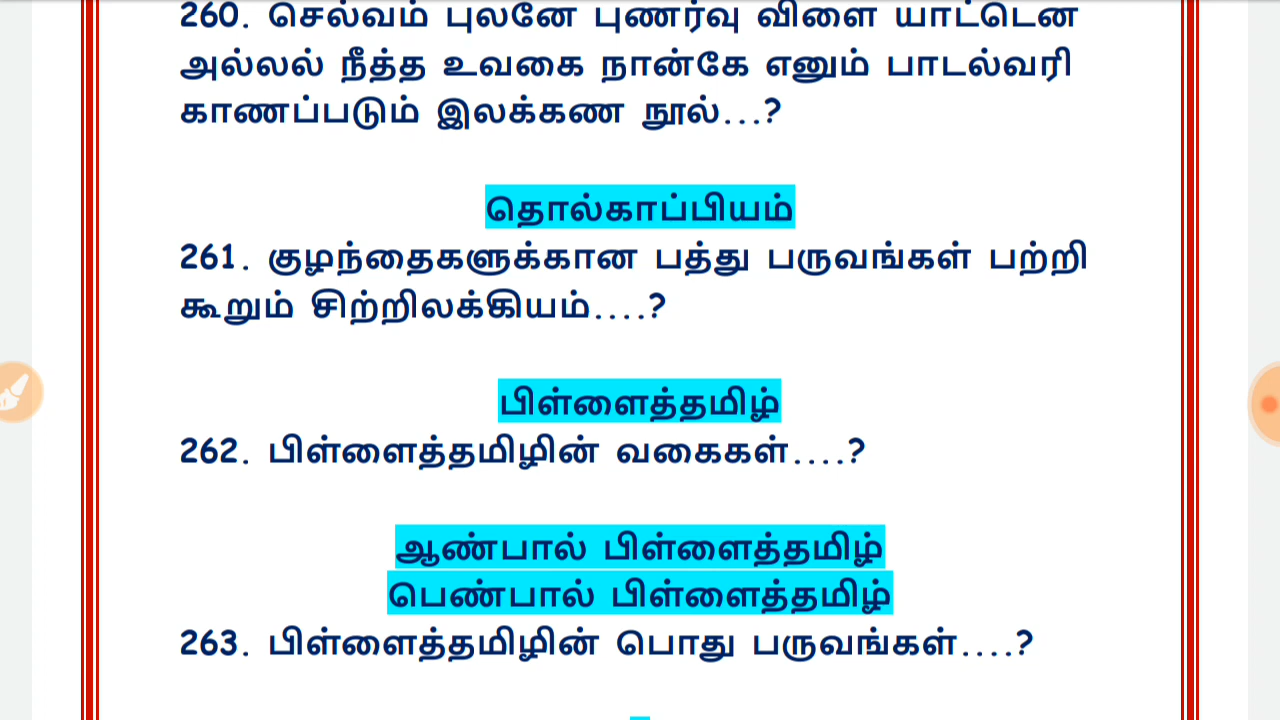 260. செல்வம் புலனே புணர்வு விளை யாட்டென
அல்லல் நீத்த உவகை நான்கே எனும் பாடல்வரி
காணப்படும் இலக்கண நூல்...?
தொல்காப்பியம்
261. குழந்தைகளுக்கான பத்து பருவங்கள் பற்றி
கூறும் சிற்றிலக்கியம்....?
பிள்ளைத்தமிழ்
262. பிள்ளைத்தமிழின் வகைகள்....?
ஆண்பால் பிள்ளைத்தமிழ்
பெண்பால் பிள்ளைத்தமிழ்
263. பிள்ளைத்தமிழின் பொது பருவங்கள்....?